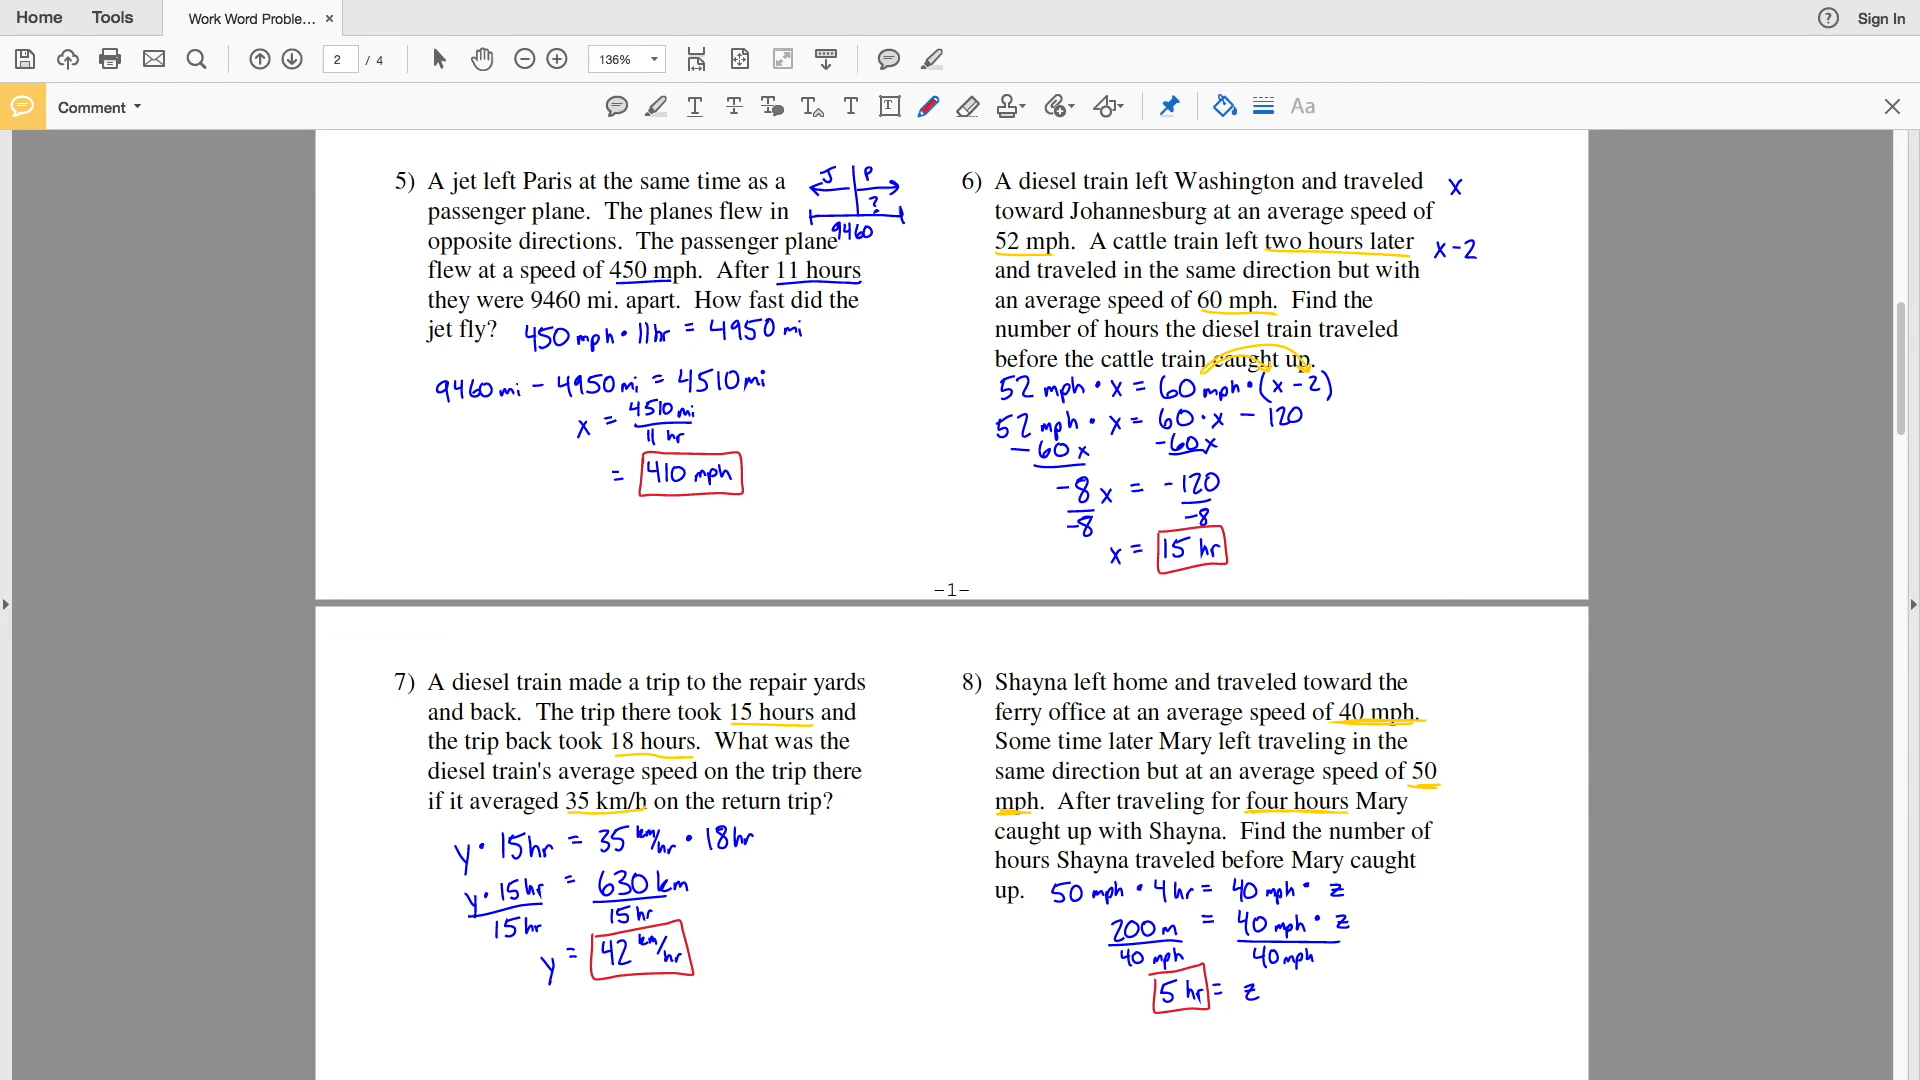 Home Tools Work Word Proble... × ? Sign In
2 / 4 136%
Comment T T T T T T Aa
5) A jet left Paris at the same time as a
passenger plane. The planes flew in
opposite directions. The passenger plane
flew at a speed of 450 mph. After 11 hours
they were 9460 mi. apart. How fast did the
jet fly?
J P
?
9460
450 mph · 11 hr = 4950 mi
9460 mi - 4950 mi = 4510 mi
x = 4510 mi
11 hr
= 410 mph
6) A diesel train left Washington and traveled
toward Johannesburg at an average speed of
52 mph. A cattle train left two hours later
and traveled in the same direction but with
an average speed of 60 mph. Find the
number of hours the diesel train traveled
before the cattle train caught up.
x
x-2
52 mph · x = 60 mph · (x - 2)
52 mph · x = 60 · x - 120
- 60 x -60x
-8 x = -120
-8 -8
x = 15 hr
-1-
7) A diesel train made a trip to the repair yards
and back. The trip there took 15 hours and
the trip back took 18 hours. What was the
diesel train's average speed on the trip there
if it averaged 35 km/h on the return trip?
y · 15hr = 35 km/hr · 18hr
y · 15 hr = 630 km
15 hr 15 hr
y = 42 km/hr
8) Shayna left home and traveled toward the
ferry office at an average speed of 40 mph.
Some time later Mary left traveling in the
same direction but at an average speed of 50
mph. After traveling for four hours Mary
caught up with Shayna. Find the number of
hours Shayna traveled before Mary caught
up. 50 mph · 4 hr = 40 mph · z
200 m = 40 mph · z
40 mph 40 mph
5 hr = z